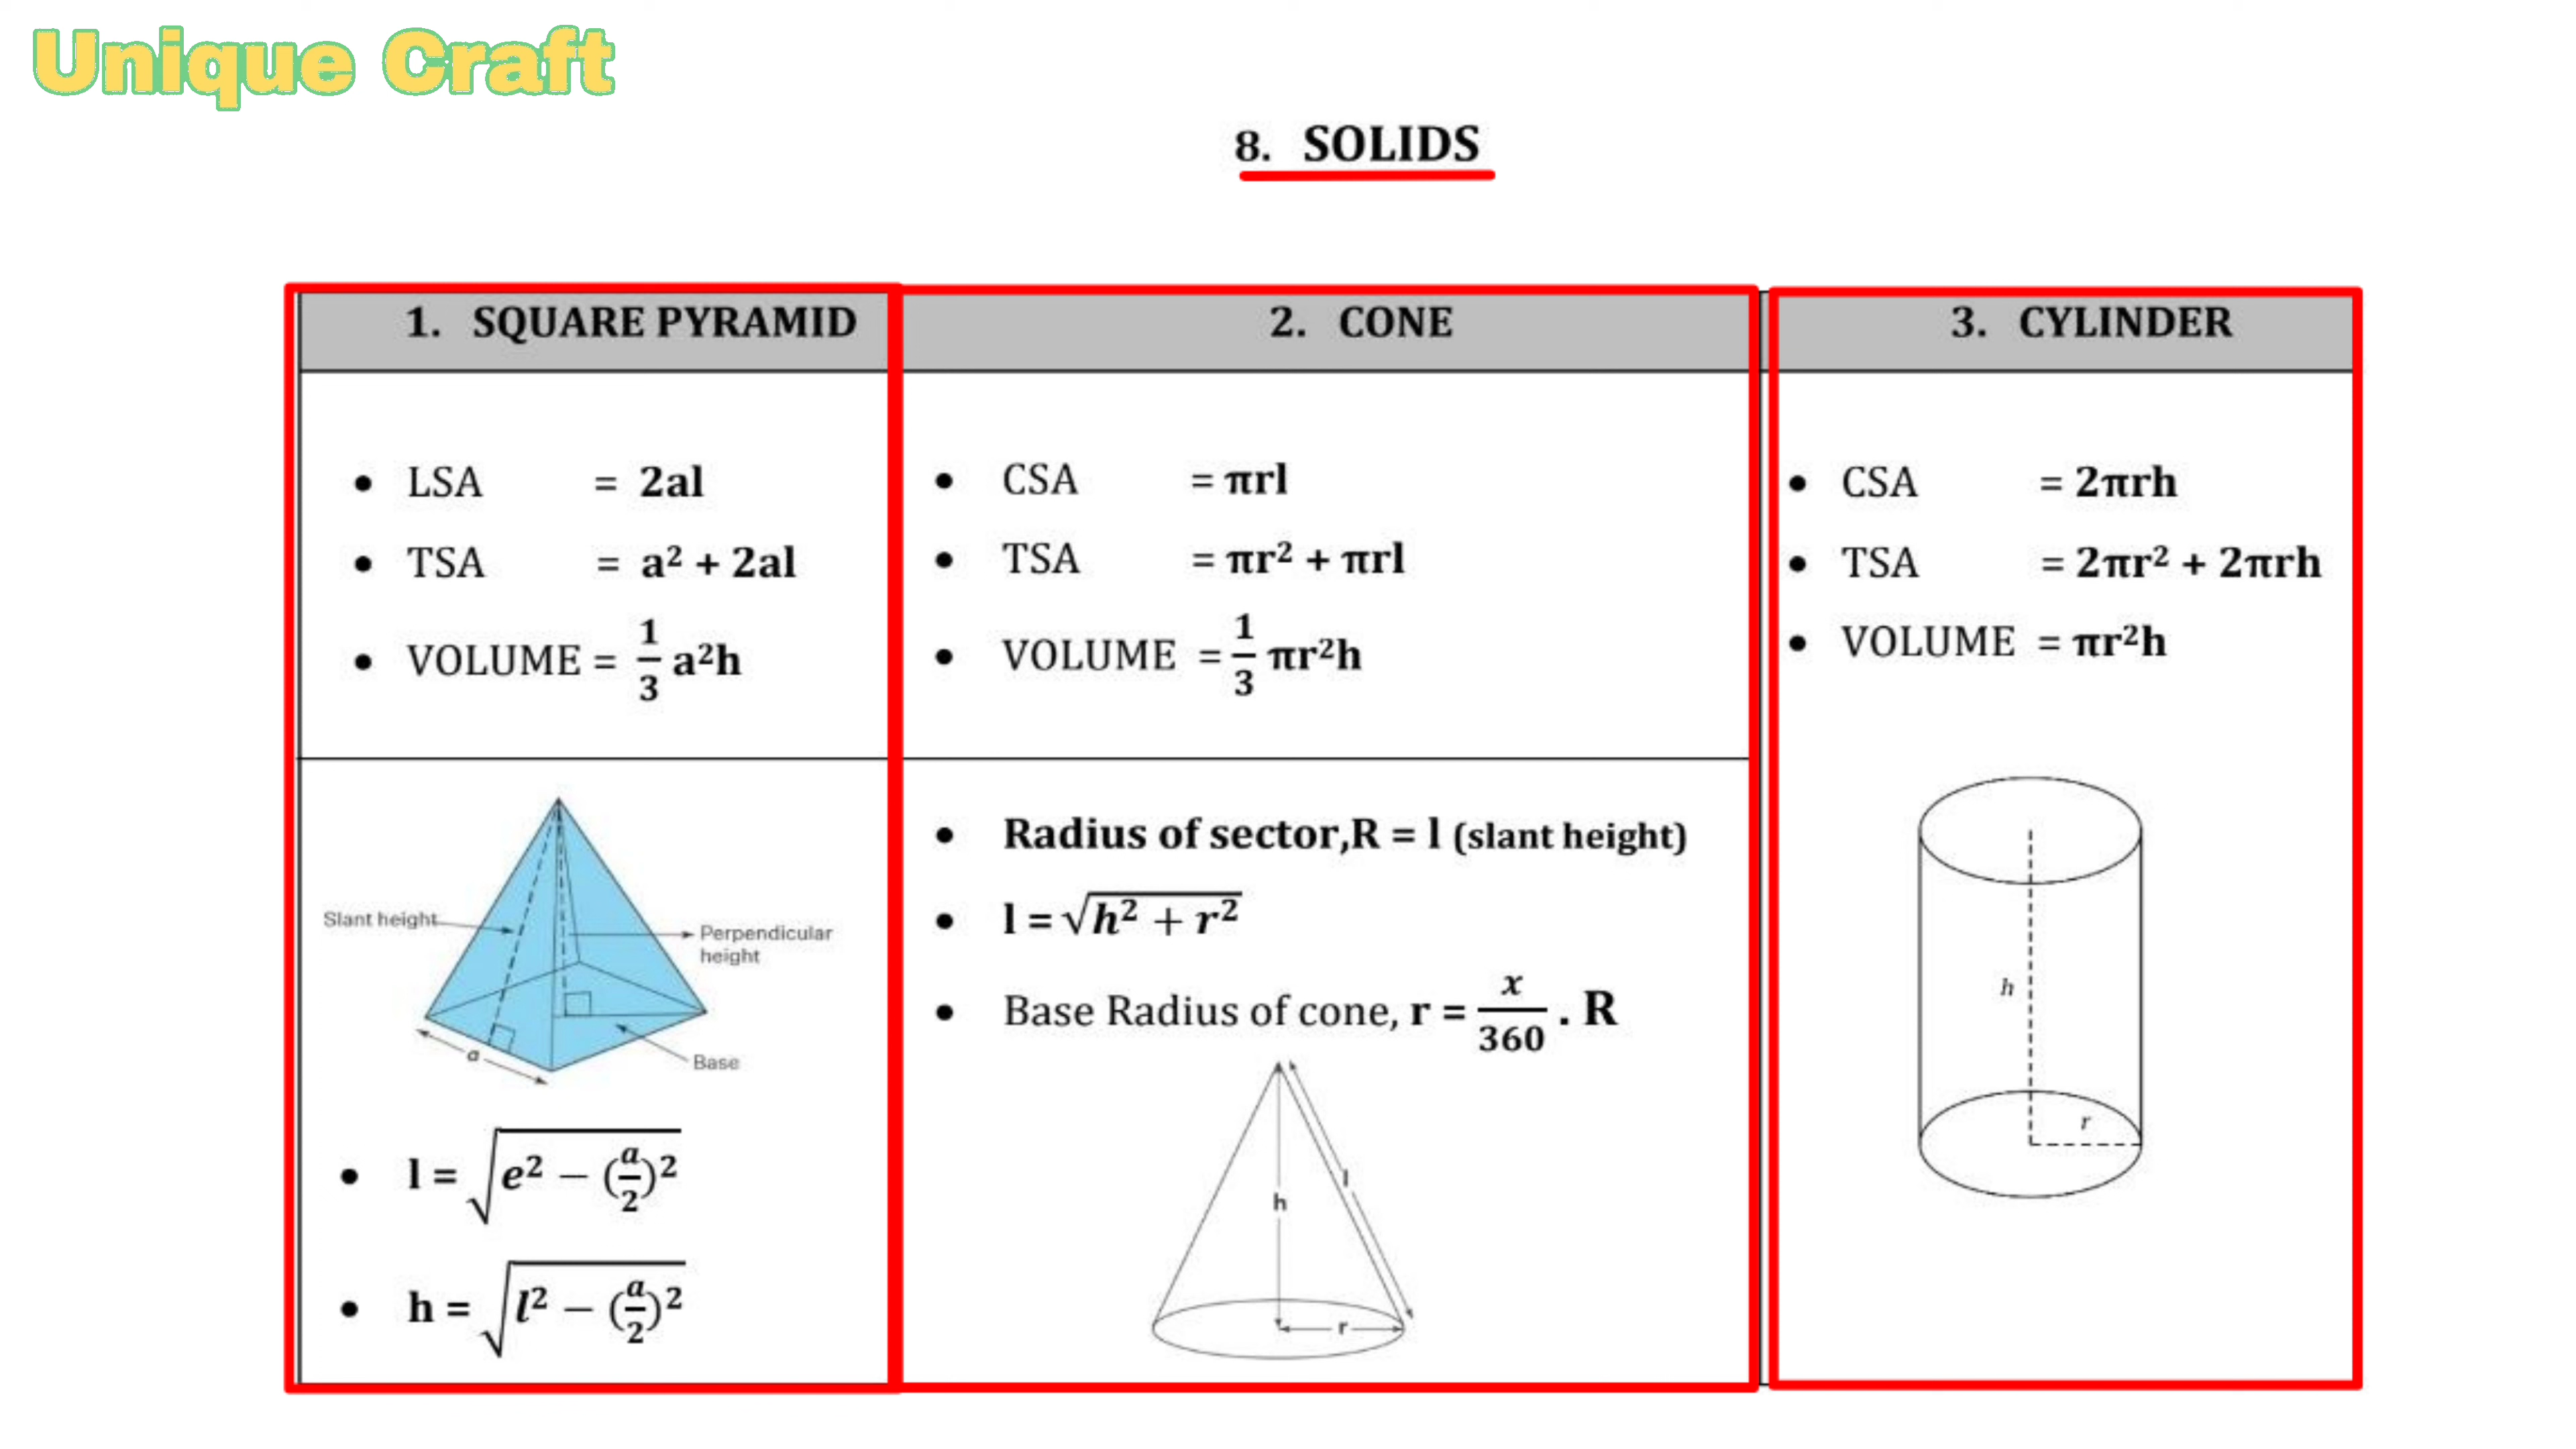 Unique Craft
8. SOLIDS
1. SQUARE PYRAMID
• LSA = 2al
• TSA = a² + 2al
• VOLUME = 1/3 a²h
Slant height
Perpendicular
height
a
Base
• l = √(e² − (a/2)²)
• h = √(l² − (a/2)²)
2. CONE
• CSA = πrl
• TSA = πr² + πrl
• VOLUME = 1/3 πr²h
• Radius of sector,R = l (slant height)
• l = √(h² + r²)
• Base Radius of cone, r = x/360 . R
l
h
r
3. CYLINDER
• CSA = 2πrh
• TSA = 2πr² + 2πrh
• VOLUME = πr²h
h
r